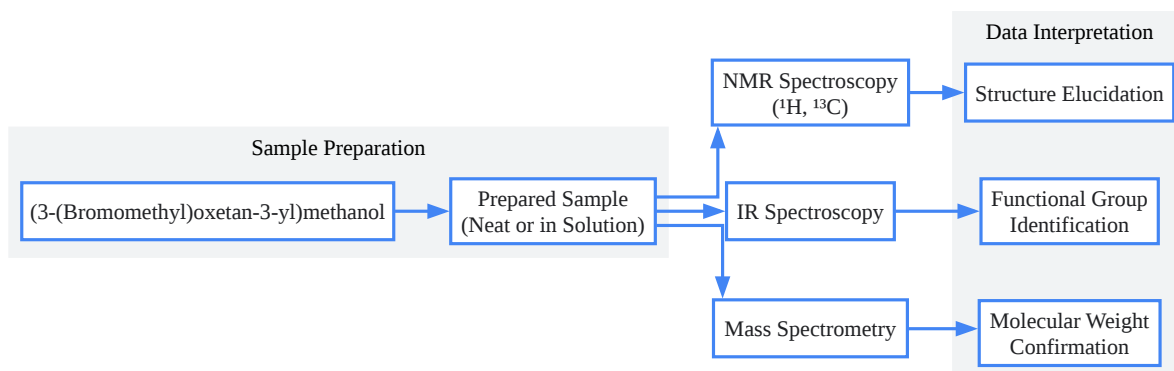 Data Interpretation
NMR Spectroscopy
(¹H, ¹³C)
Structure Elucidation
Sample Preparation
(3-(Bromomethyl)oxetan-3-yl)methanol
Prepared Sample
(Neat or in Solution)
IR Spectroscopy
Functional Group
Identification
Mass Spectrometry
Molecular Weight
Confirmation